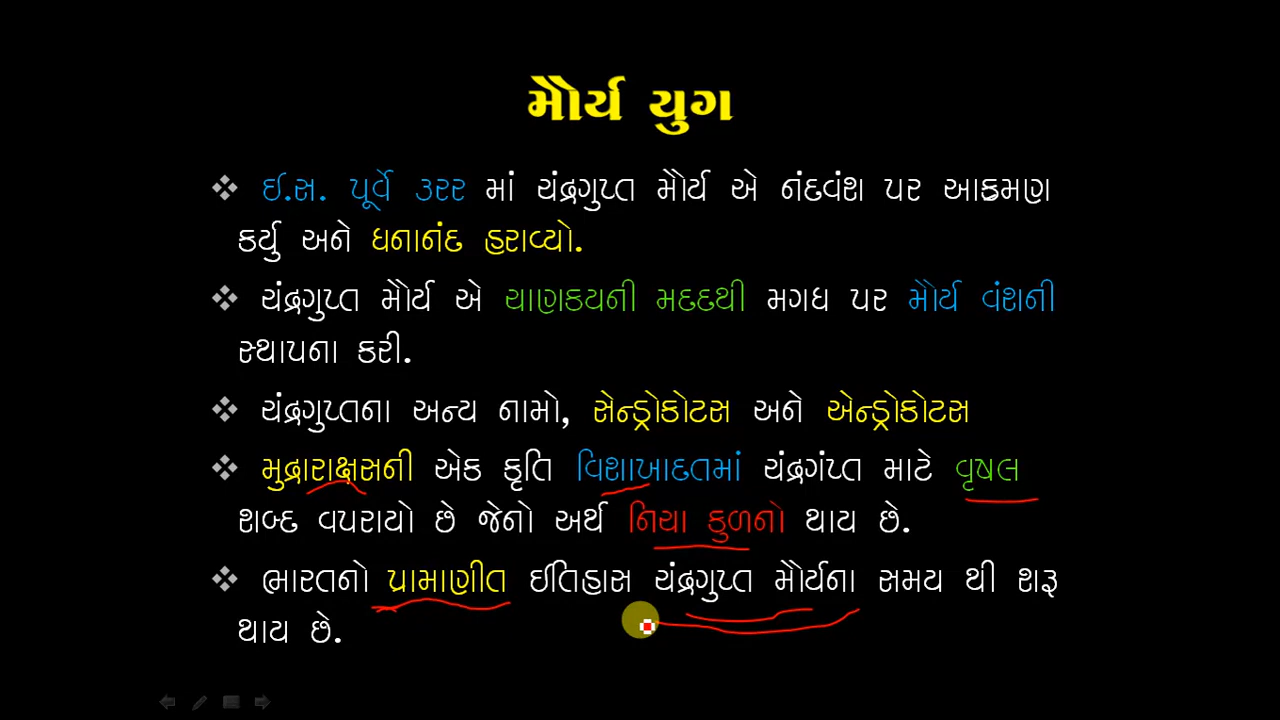 મૌર્ય યુગ
❖ ઈ.સ. પૂર્વે ૩૨૨ માં ચંદ્રગુપ્ત મૌર્ય એ નંદવંશ પર આક્રમણ
કર્યુ અને ધનાનંદ હરાવ્યો.
❖ ચંદ્રગુપ્ત મૌર્ય એ ચાણક્યની મદદથી મગધ પર મૌર્ય વંશની
સ્થાપના કરી.
❖ ચંદ્રગુપ્તના અન્ય નામો, સેન્ડ્રોકોટસ અને એન્ડ્રોકોટસ
❖ મુદ્રારાક્ષસની એક કૃતિ વિશાખાદતમાં ચંદ્રગંપ્ત માટે વૃષલ
શબ્દ વપરાયો છે જેનો અર્થ નિચા કુળનો થાય છે.
❖ ભારતનો પ્રામાણીત ઈતિહાસ ચંદ્રગુપ્ત મૌર્યના સમય થી શરૂ
થાય છે.